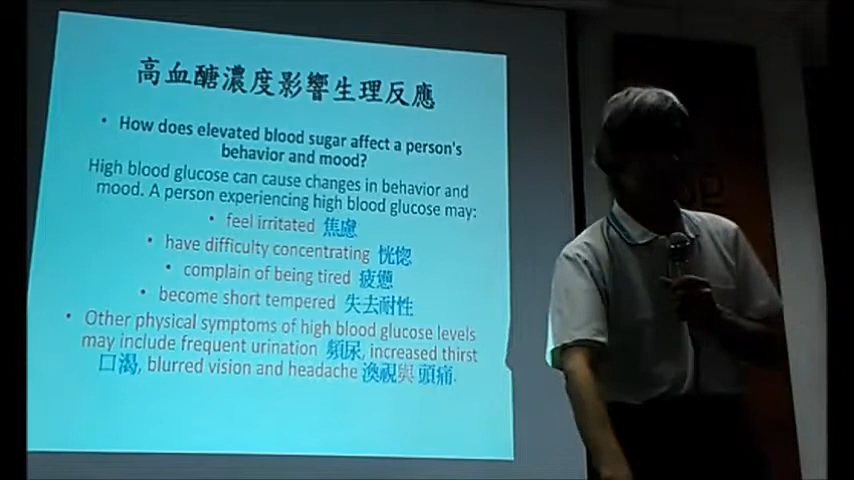 高血醣濃度影響生理反應
• How does elevated blood sugar affect a person's
behavior and mood?
High blood glucose can cause changes in behavior and
mood. A person experiencing high blood glucose may:
• feel irritated 焦慮
• have difficulty concentrating 恍惚
• complain of being tired 疲憊
• become short tempered 失去耐性
• Other physical symptoms of high blood glucose levels
may include frequent urination 頻尿, increased thirst
口渴, blurred vision and headache 渙視與 頭痛.